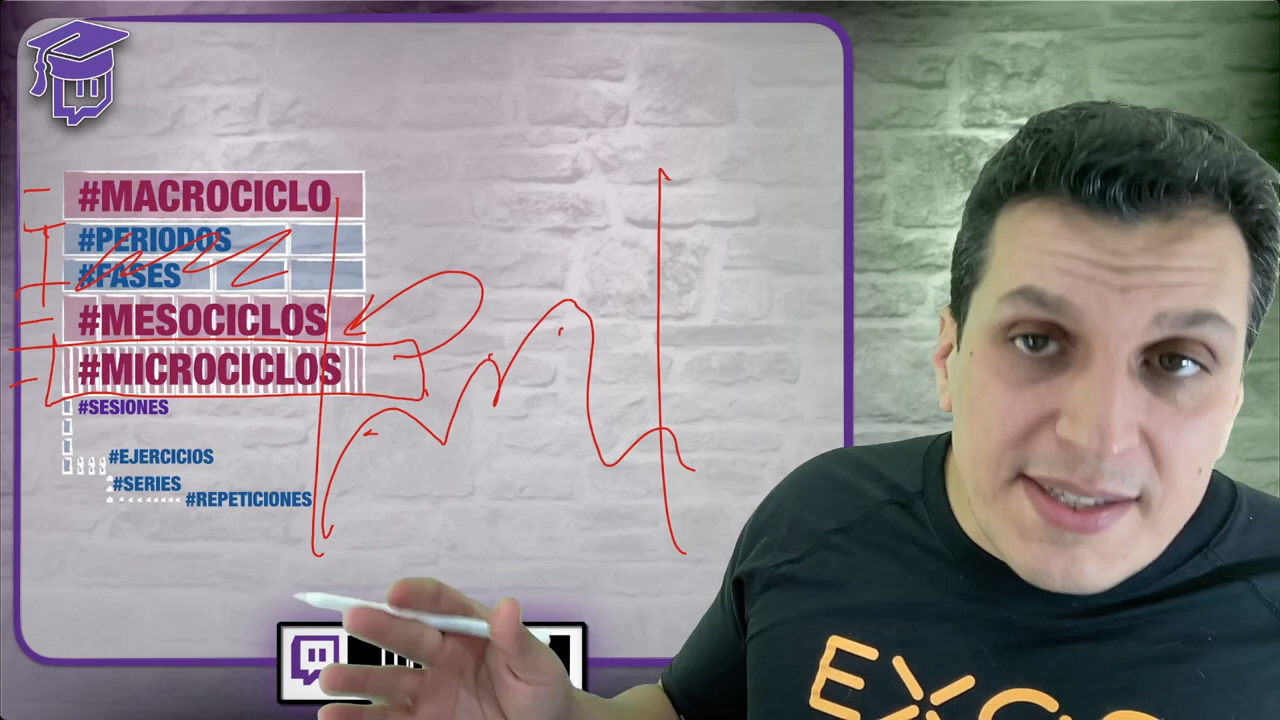 #MACROCICLO
#PERIODOS
#FASES
#MESOCICLOS
#MICROCICLOS
#SESIONES
#EJERCICIOS
#SERIES
#REPETICIONES